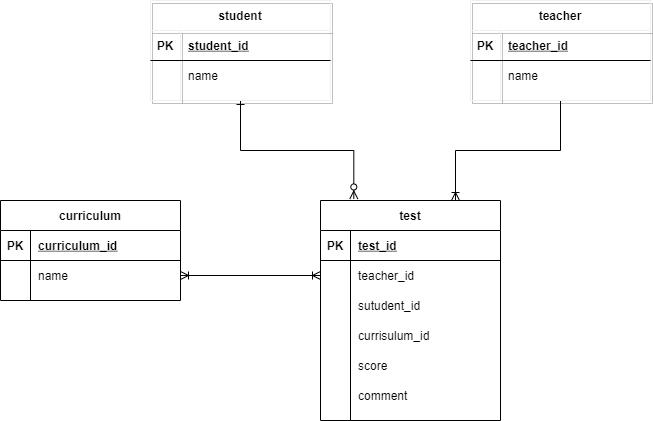 student
PK student_id
name
teacher
PK teacher_id
name
curriculum
PK curriculum_id
name
test
PK test_id
teacher_id
sutudent_id
currisulum_id
score
comment